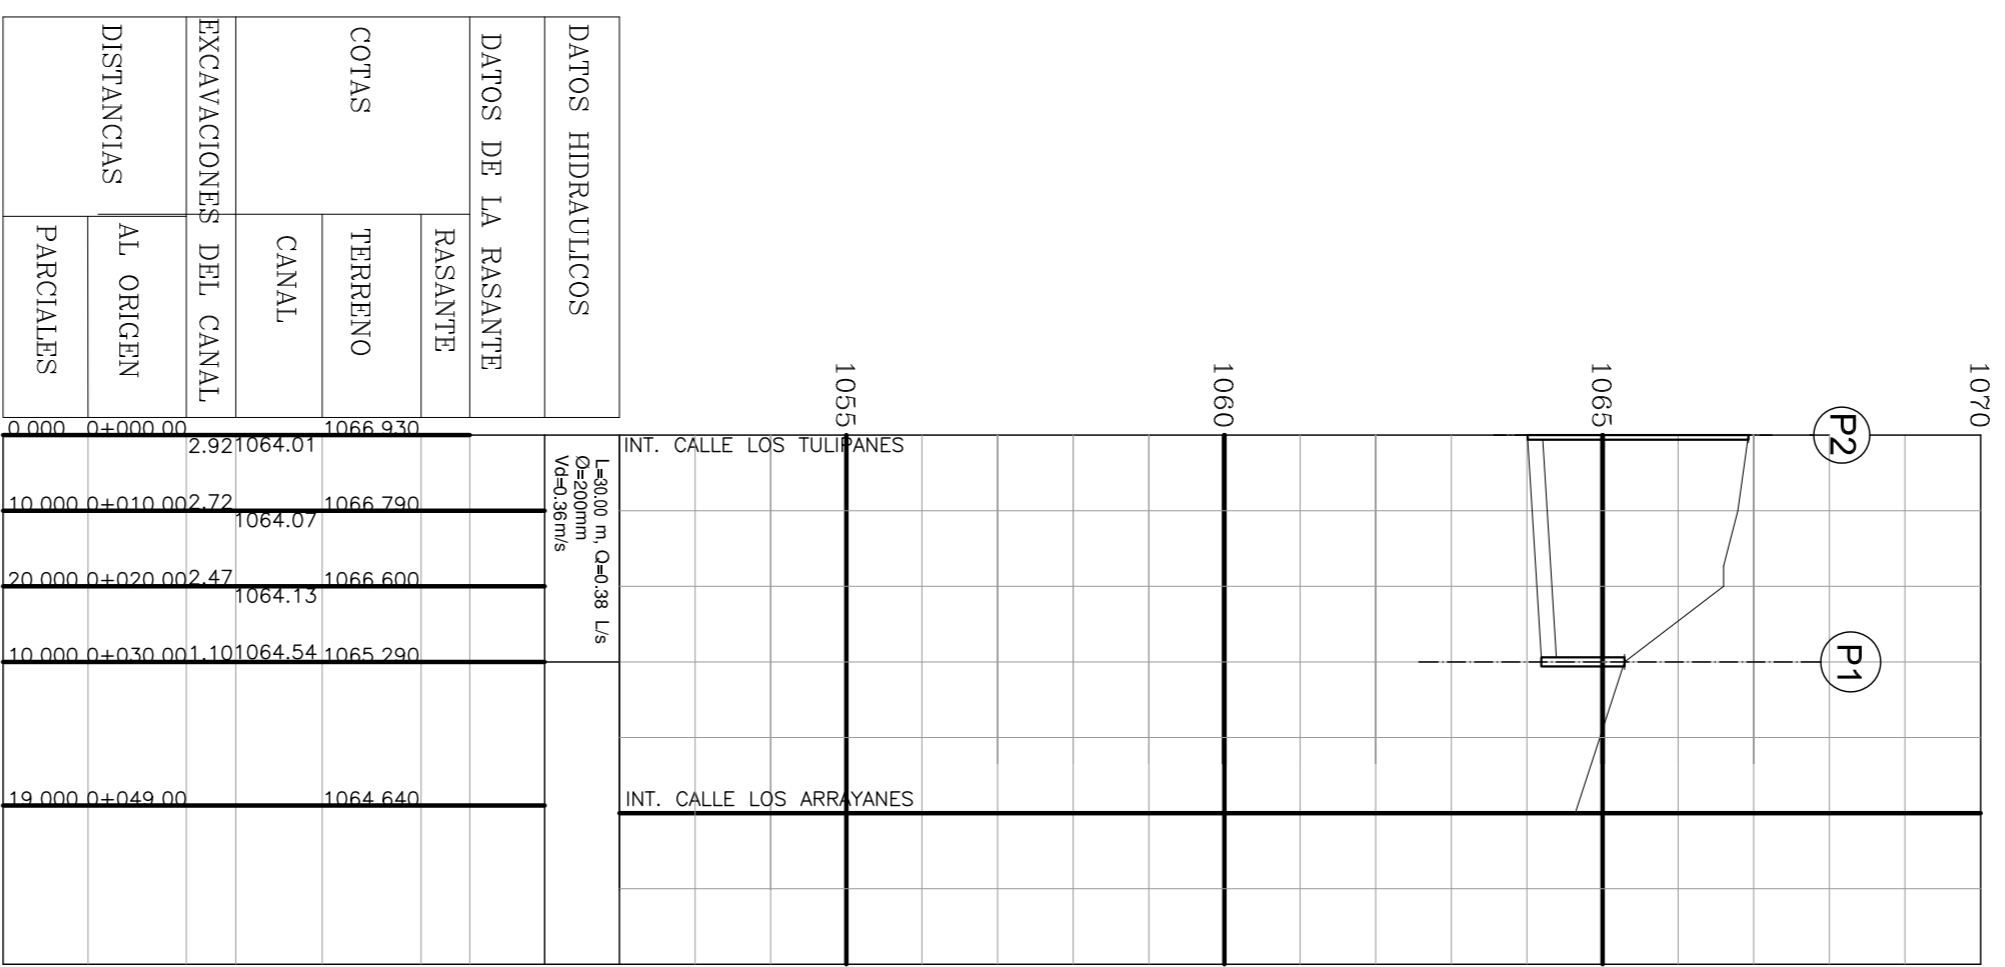 DATOS HIDRAULICOS
DATOS DE LA RASANTE
COTAS
RASANTE
TERRENO
CANAL
EXCAVACIONES DEL CANAL
DISTANCIAS
AL ORIGEN
PARCIALES
1055
1060
1065
1070
P2
P1
INT. CALLE LOS TULIPANES
INT. CALLE LOS ARRAYANES
L=30.00 m, Q=0.38 L/s
Ø=200mm
Vd=0.36m/s
0.000 0+000.00 2.92 1064.01 1066.930
10.000 0+010.00 2.72 1064.07 1066.790
20.000 0+020.00 2.47 1064.13 1066.600
10.000 0+030.00 1.10 1064.54 1065.290
19.000 0+049.00 1064.640